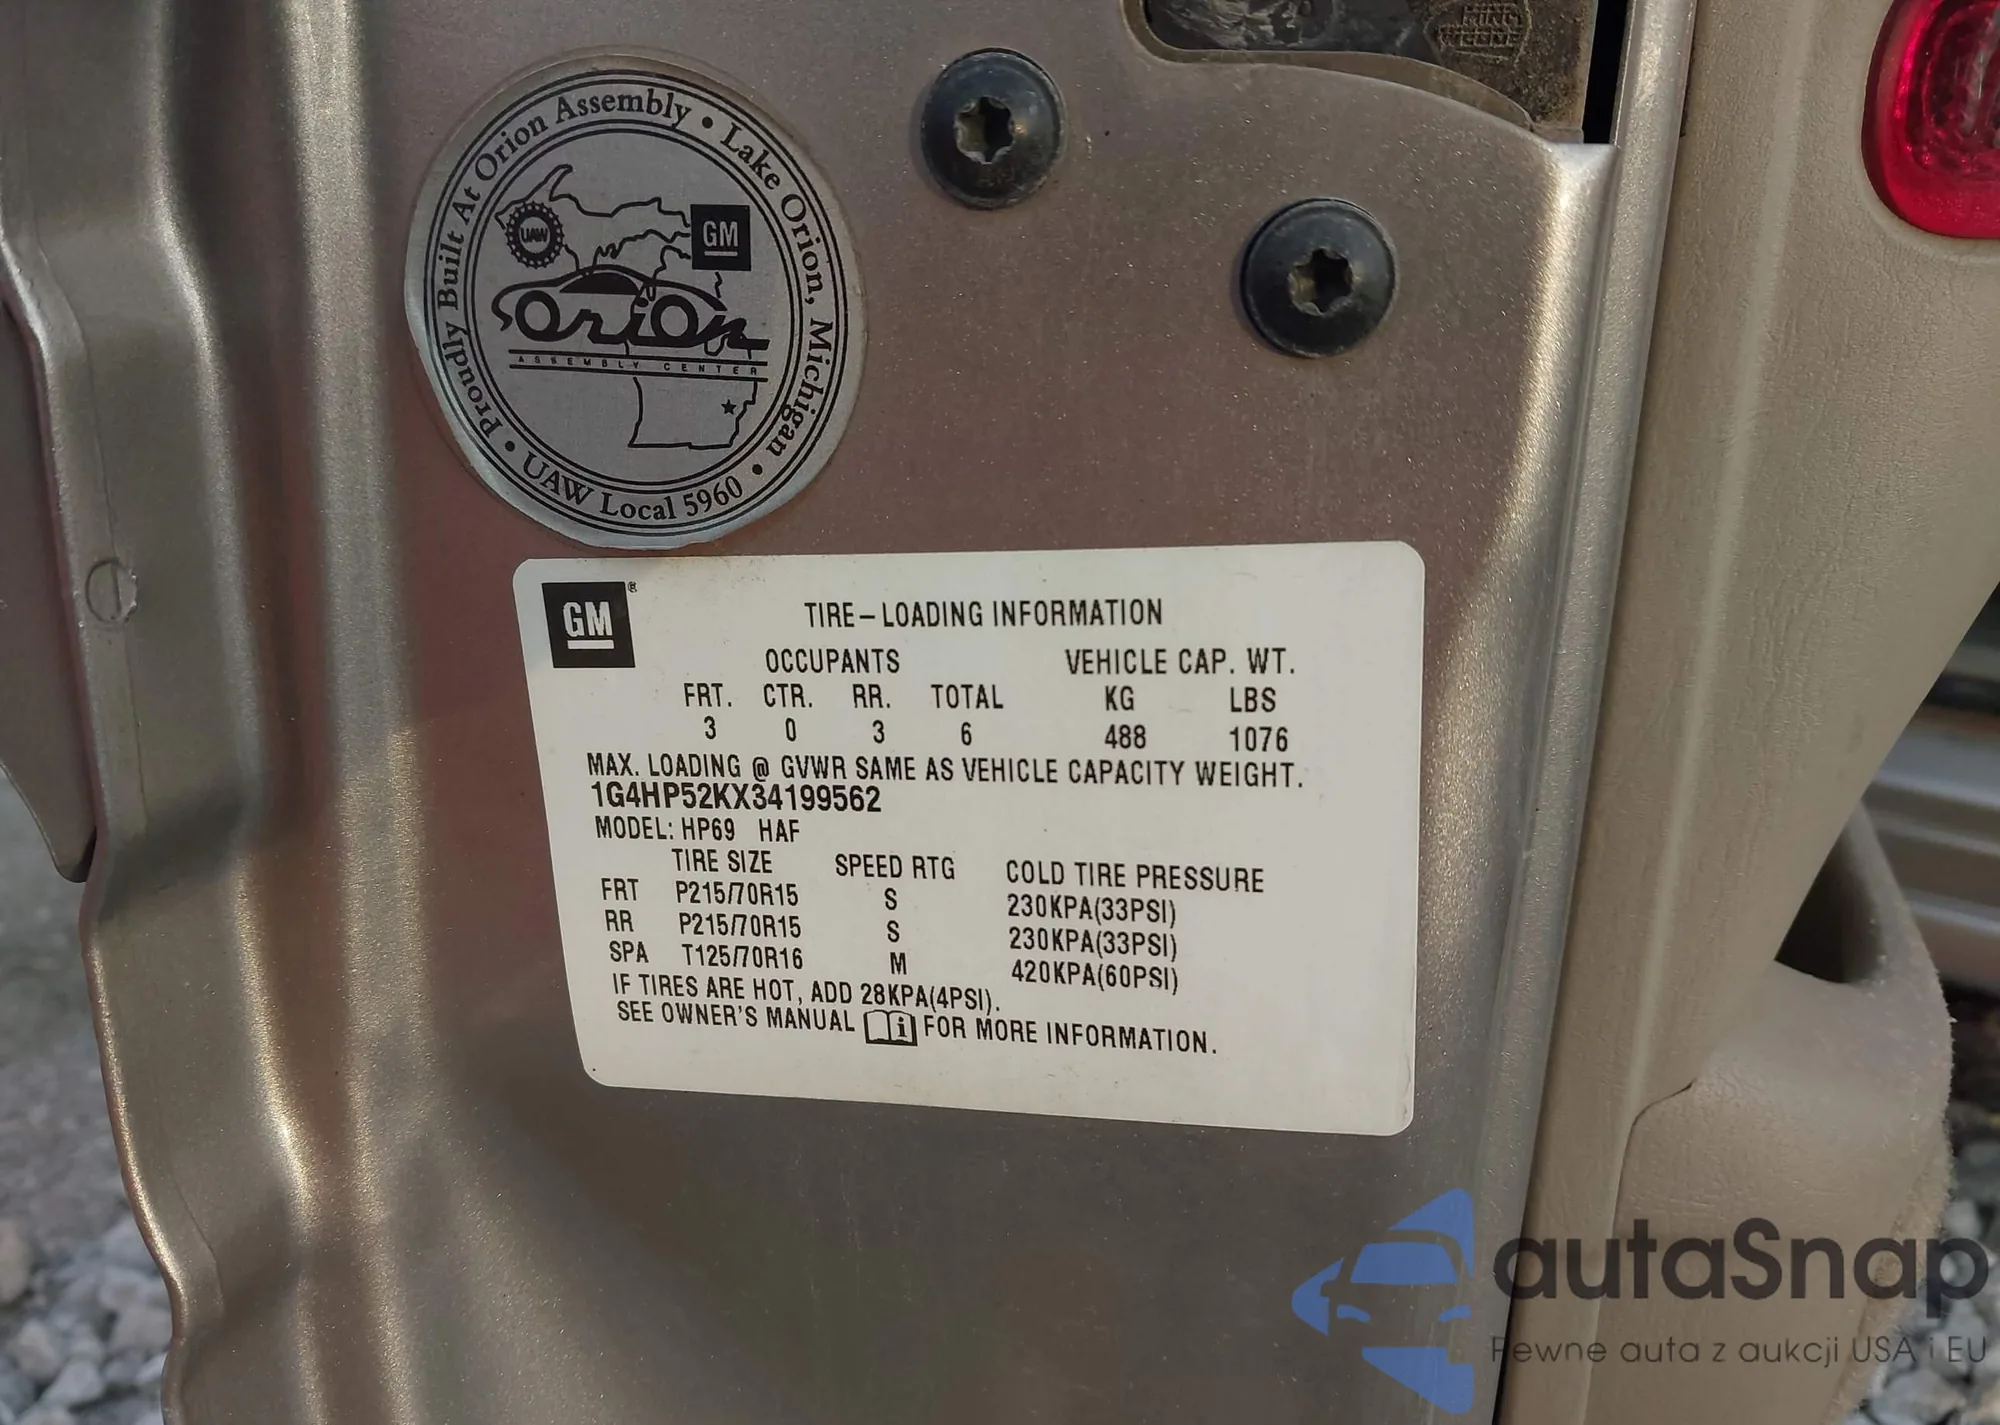 Proudly Built At Orion Assembly • Lake Orion, Michigan • UAW Local 5960 •
UAW
GM
Orion
ASSEMBLY CENTER
GM®
TIRE-LOADING INFORMATION
OCCUPANTS VEHICLE CAP. WT.
FRT. CTR. RR. TOTAL KG LBS
3 0 3 6 488 1076
MAX. LOADING @ GVWR SAME AS VEHICLE CAPACITY WEIGHT.
1G4HP52KX34199562
MODEL: HP69 HAF
TIRE SIZE SPEED RTG COLD TIRE PRESSURE
FRT P215/70R15 S 230KPA(33PSI)
RR P215/70R15 S 230KPA(33PSI)
SPA T125/70R16 M 420KPA(60PSI)
IF TIRES ARE HOT, ADD 28KPA(4PSI).
SEE OWNER'S MANUAL i FOR MORE INFORMATION.
autaSnap
Pewne auta z aukcji USA i EU